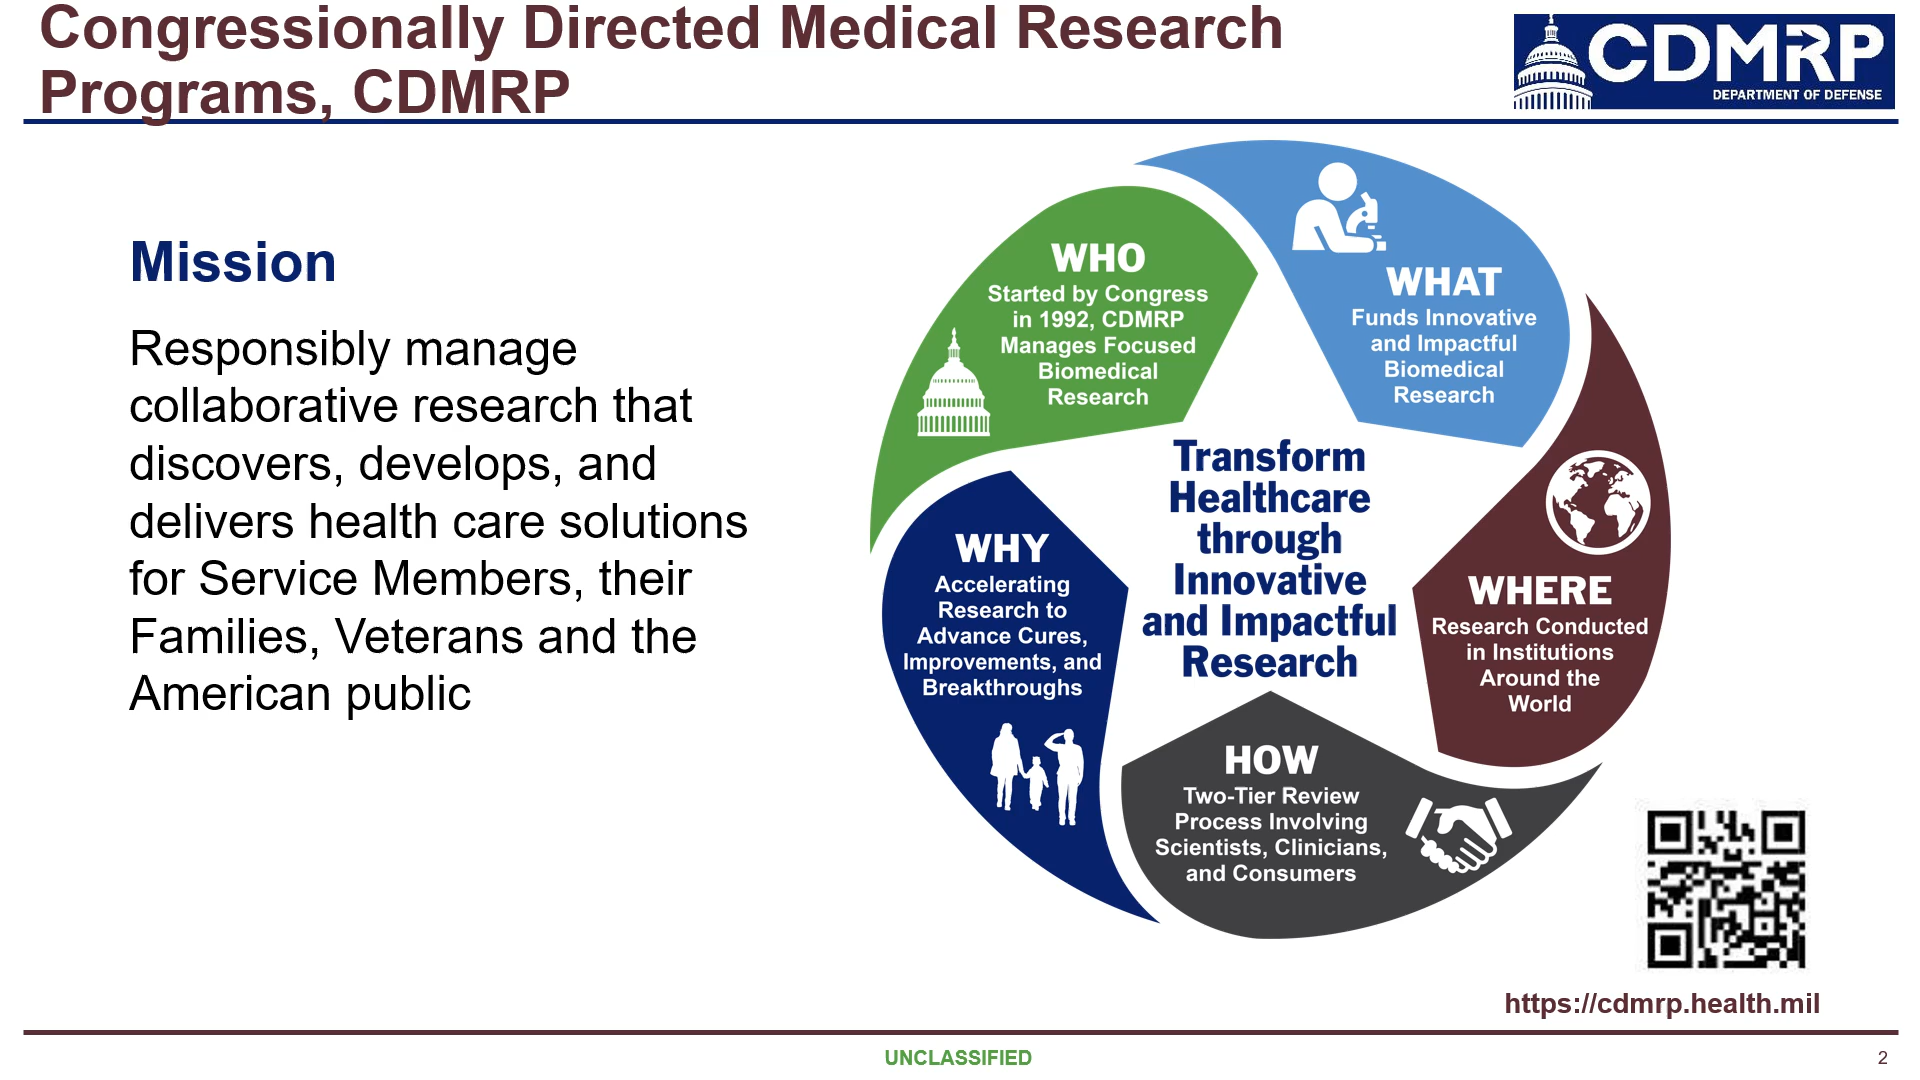 Congressionally Directed Medical Research
Programs, CDMRP
CDMRP
DEPARTMENT OF DEFENSE
Mission
Responsibly manage
collaborative research that
discovers, develops, and
delivers health care solutions
for Service Members, their
Families, Veterans and the
American public
WHO
Started by Congress
in 1992, CDMRP
Manages Focused
Biomedical
Research
WHAT
Funds Innovative
and Impactful
Biomedical
Research
WHERE
Research Conducted
in Institutions
Around the
World
HOW
Two-Tier Review
Process Involving
Scientists, Clinicians,
and Consumers
WHY
Accelerating
Research to
Advance Cures,
Improvements, and
Breakthroughs
Transform
Healthcare
through
Innovative
and Impactful
Research
https://cdmrp.health.mil
UNCLASSIFIED
2